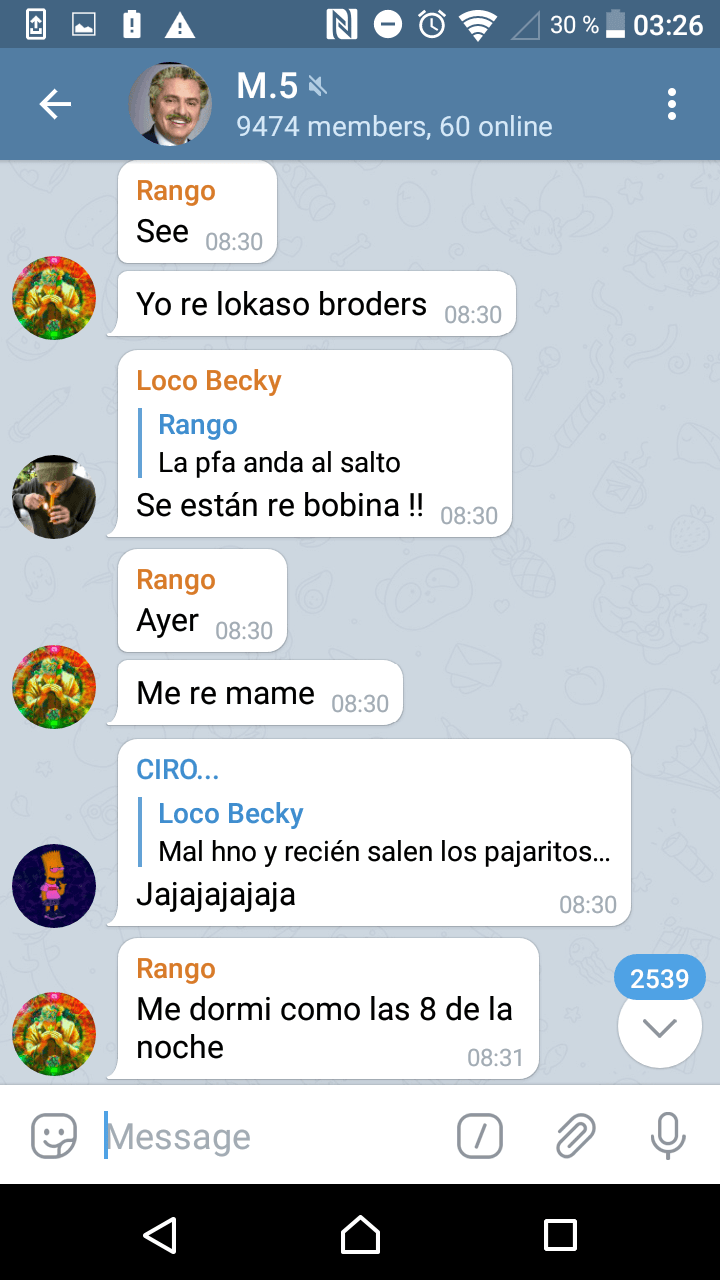 30 % 03:26
M.5
9474 members, 60 online
Rango
See 08:30
Yo re lokaso broders 08:30
Loco Becky
Rango
La pfa anda al salto
Se están re bobina !! 08:30
Rango
Ayer 08:30
Me re mame 08:30
CIRO...
Loco Becky
Mal hno y recién salen los pajaritos...
Jajajajajaja 08:30
Rango
Me dormi como las 8 de la
noche 08:31
2539
Message